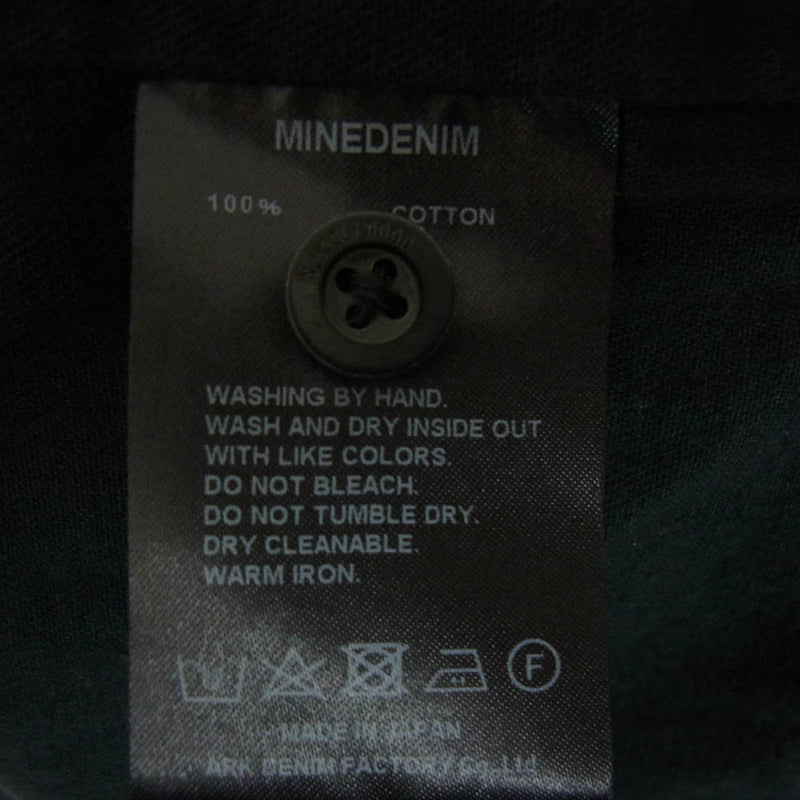 MINEDENIM
100% COTTON
WASHING BY HAND.
WASH AND DRY INSIDE OUT
WITH LIKE COLORS.
DO NOT BLEACH.
DO NOT TUMBLE DRY.
DRY CLEANABLE.
WARM IRON.
F
MADE IN JAPAN
ARK DENIM FACTORY Co., Ltd.